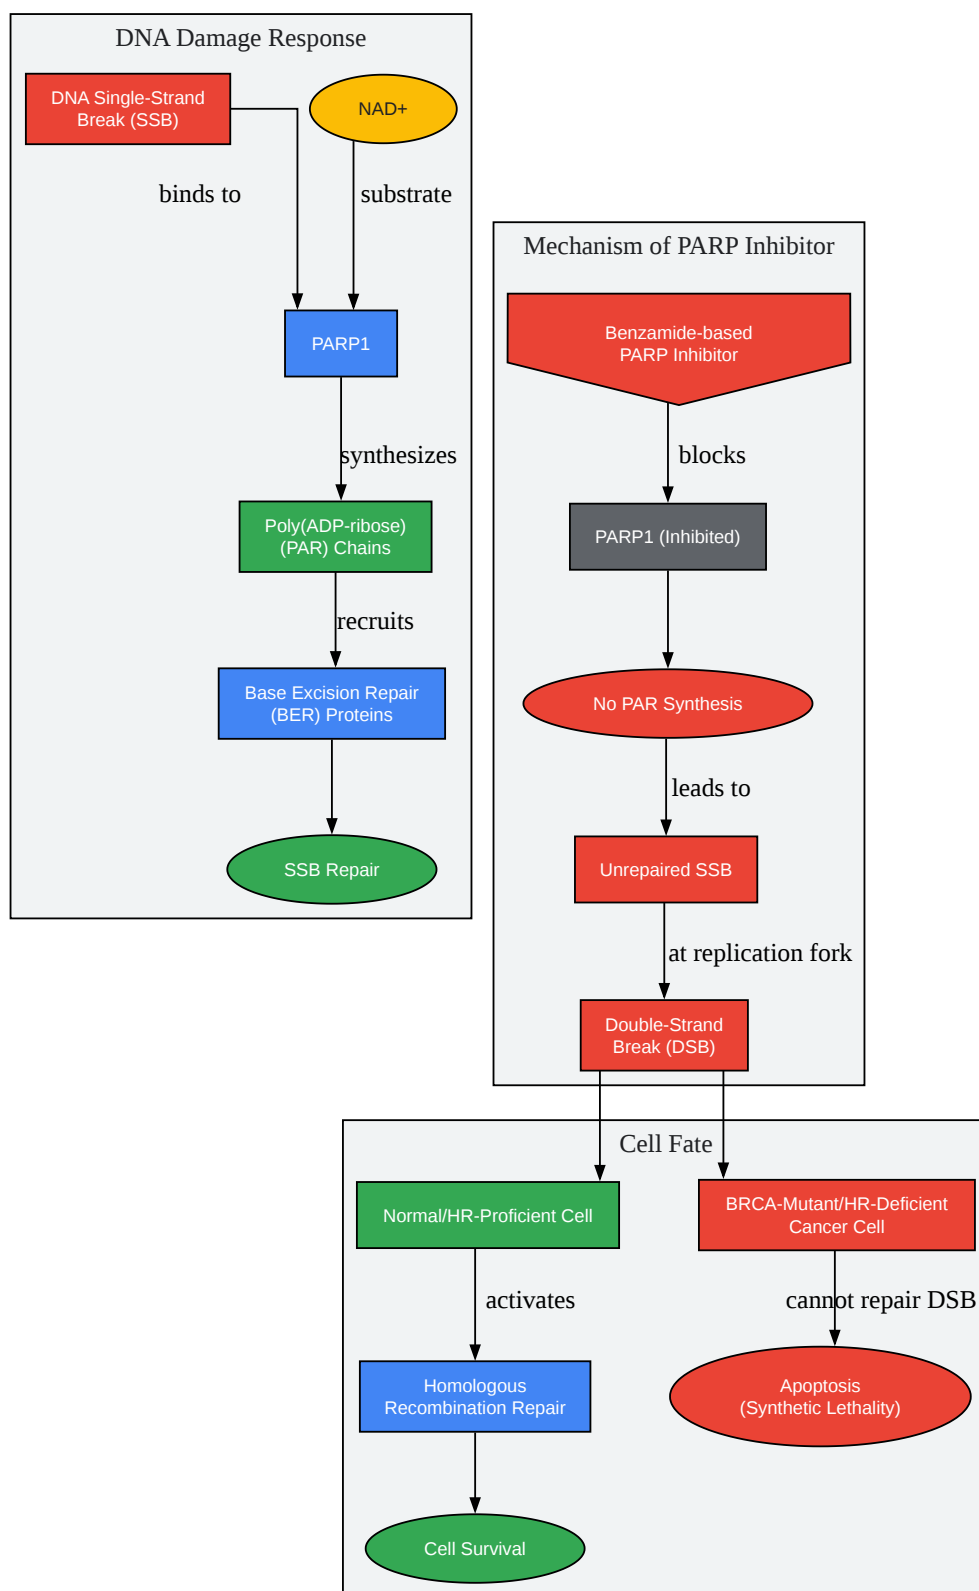 DNA Damage Response
DNA Single-Strand
Break (SSB)
NAD+
binds to
substrate
PARP1
synthesizes
Poly(ADP-ribose)
(PAR) Chains
recruits
Base Excision Repair
(BER) Proteins
SSB Repair
Mechanism of PARP Inhibitor
Benzamide-based
PARP Inhibitor
blocks
PARP1 (Inhibited)
No PAR Synthesis
leads to
Unrepaired SSB
at replication fork
Double-Strand
Break (DSB)
Cell Fate
Normal/HR-Proficient Cell
activates
Homologous
Recombination Repair
Cell Survival
BRCA-Mutant/HR-Deficient
Cancer Cell
cannot repair DSB
Apoptosis
(Synthetic Lethality)